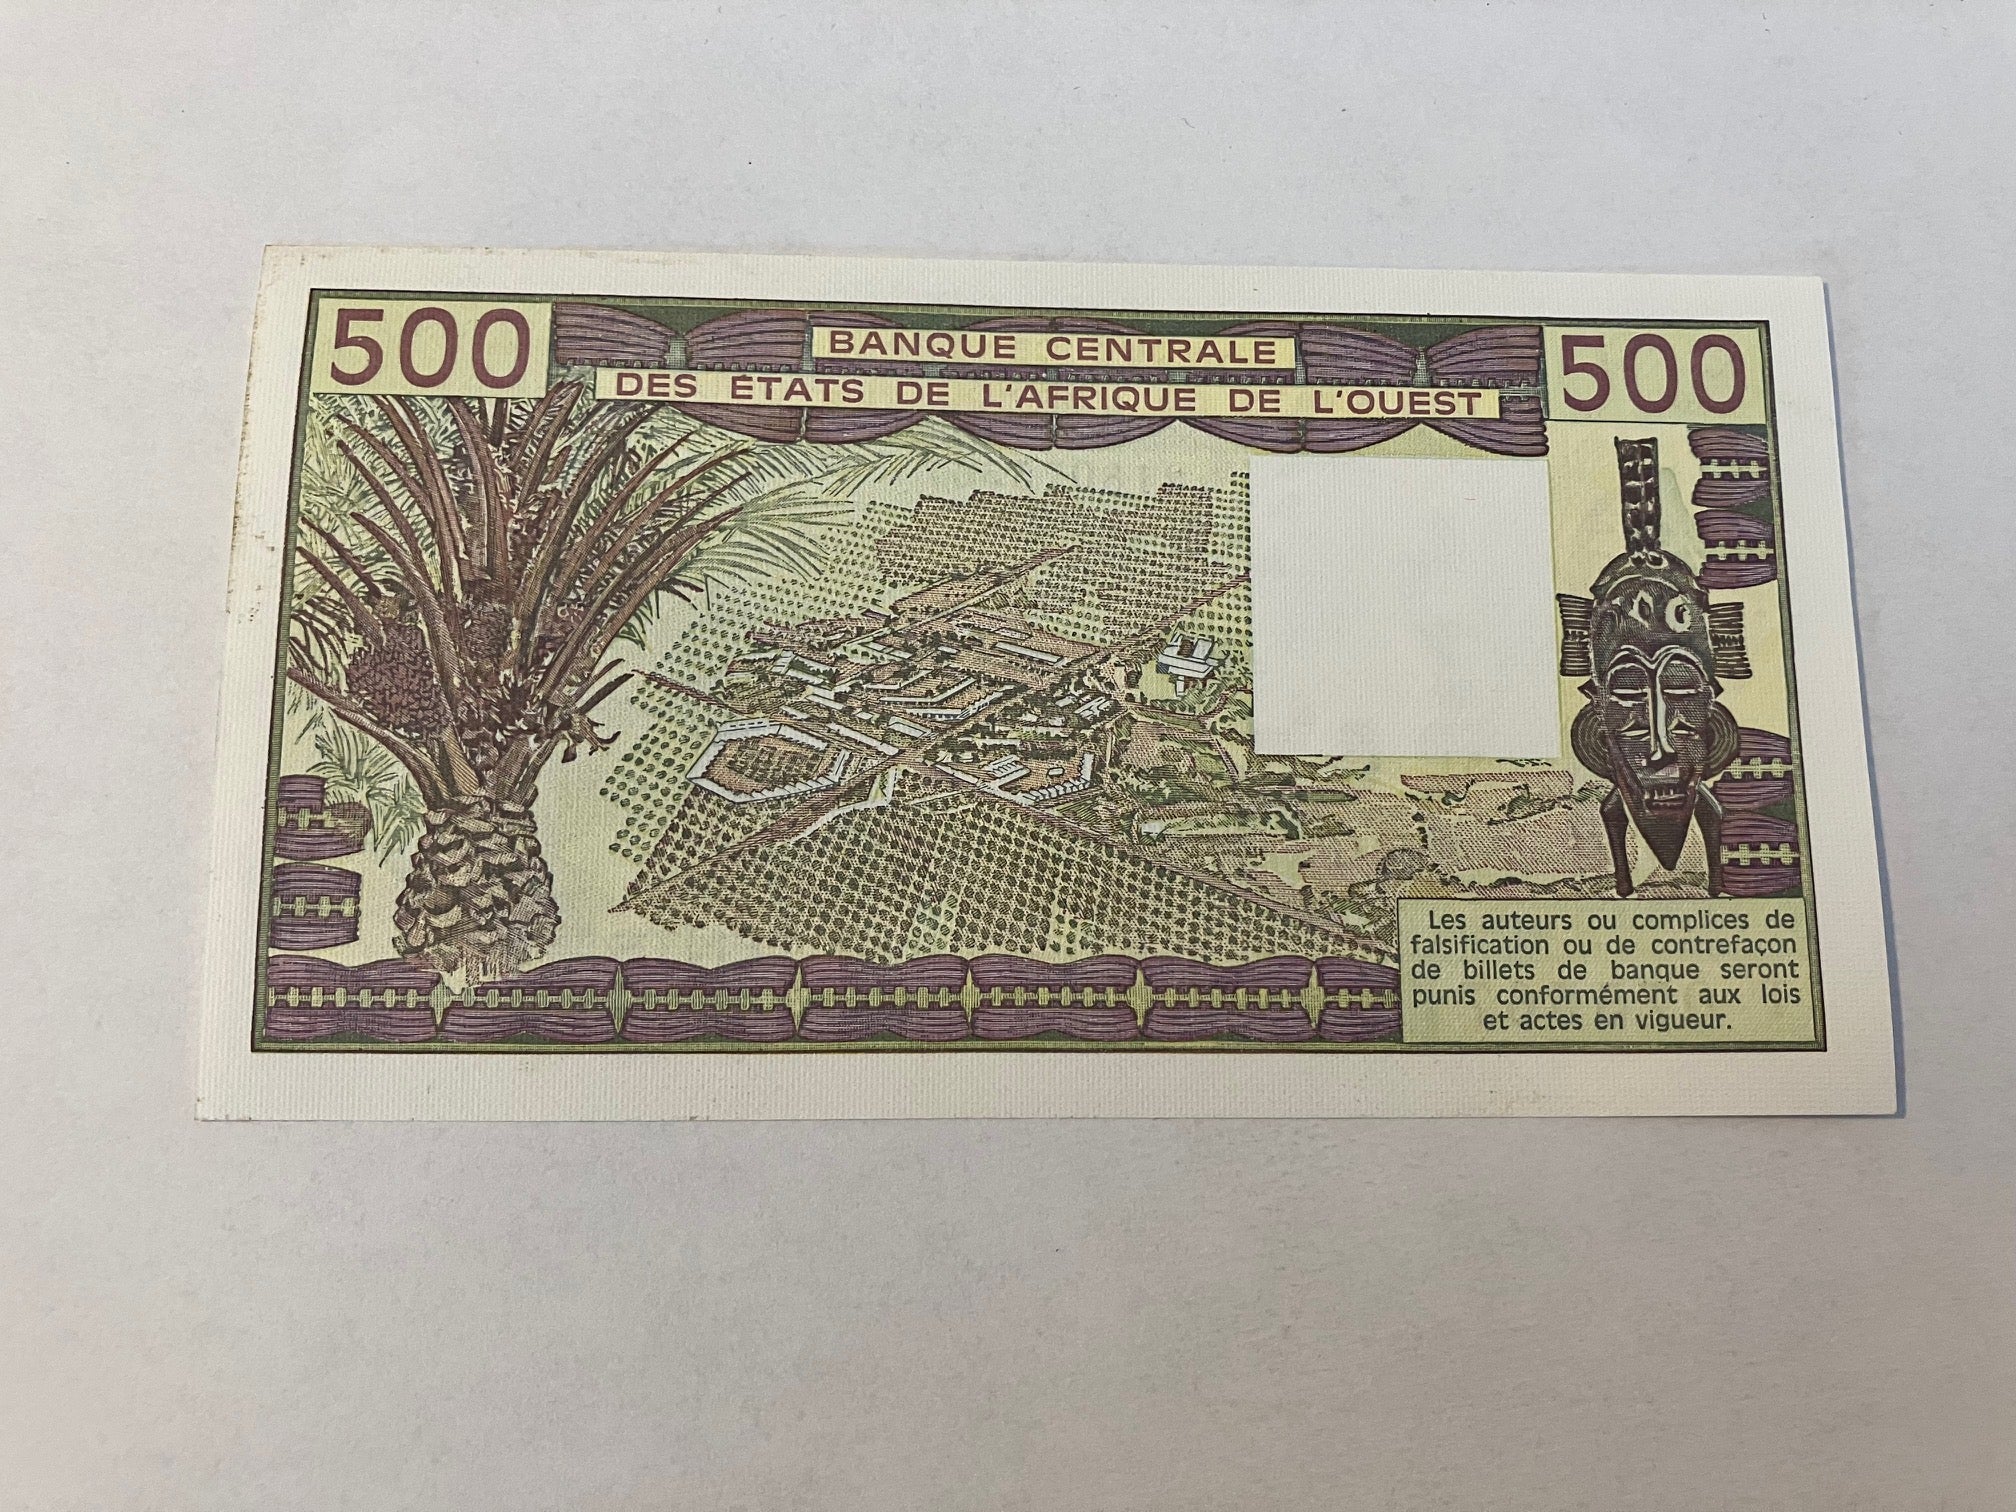 500
500
BANQUE CENTRALE
DES ÉTATS DE L'AFRIQUE DE L'OUEST
Les auteurs ou complices de
falsification ou de contrefaçon
de billets de banque seront
punis conformément aux lois
et actes en vigueur.